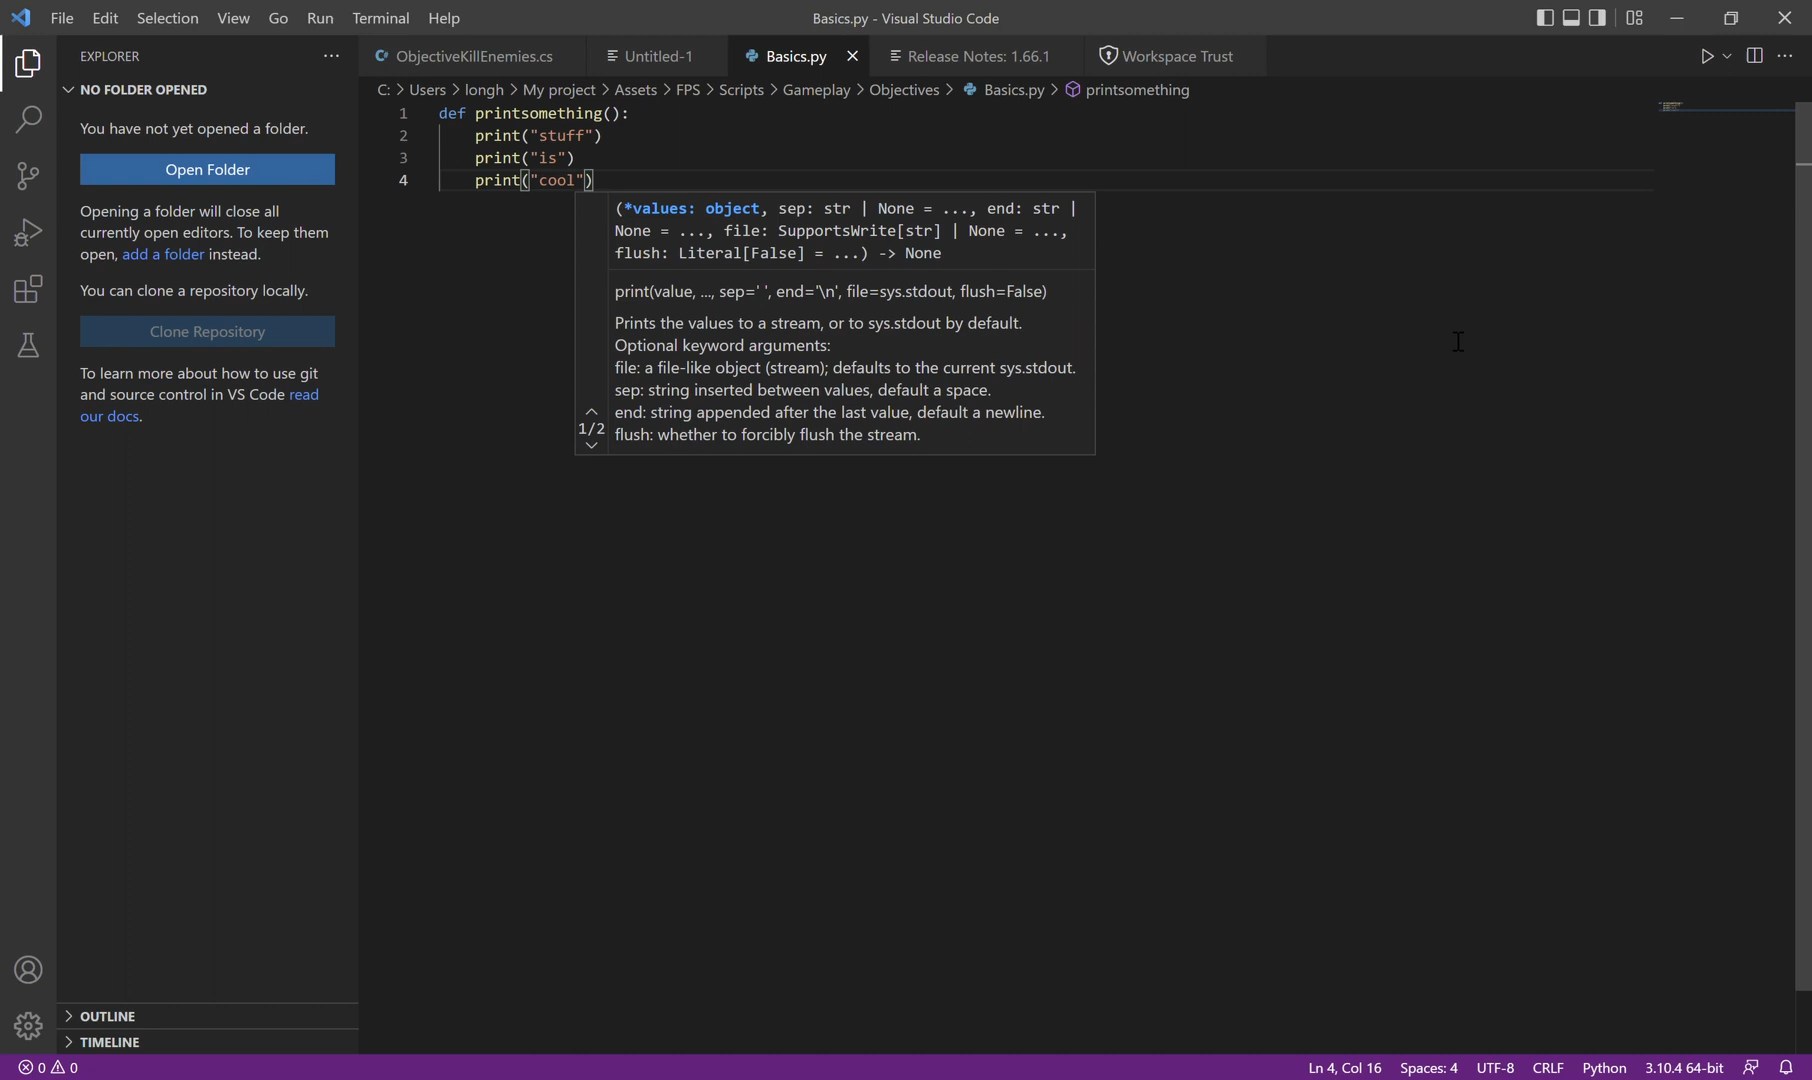 File Edit Selection View Go Run Terminal Help
Basics.py - Visual Studio Code
EXPLORER
NO FOLDER OPENED
You have not yet opened a folder.
Open Folder
Opening a folder will close all
currently open editors. To keep them
open, add a folder instead.
You can clone a repository locally.
Clone Repository
To learn more about how to use git
and source control in VS Code read
our docs.
OUTLINE
TIMELINE
ObjectiveKillEnemies.cs Untitled-1 Basics.py Release Notes: 1.66.1 Workspace Trust
C: > Users > longh > My project > Assets > FPS > Scripts > Gameplay > Objectives > Basics.py > printsomething
1 def printsomething():
2 print("stuff")
3 print("is")
4 print("cool")
(*values: object, sep: str | None = ..., end: str |
None = ..., file: SupportsWrite[str] | None = ...,
flush: Literal[False] = ...) -> None
print(value, ..., sep=' ', end='\n', file=sys.stdout, flush=False)
Prints the values to a stream, or to sys.stdout by default.
Optional keyword arguments:
file: a file-like object (stream); defaults to the current sys.stdout.
sep: string inserted between values, default a space.
end: string appended after the last value, default a newline.
flush: whether to forcibly flush the stream.
1/2
0 0
Ln 4, Col 16 Spaces: 4 UTF-8 CRLF Python 3.10.4 64-bit